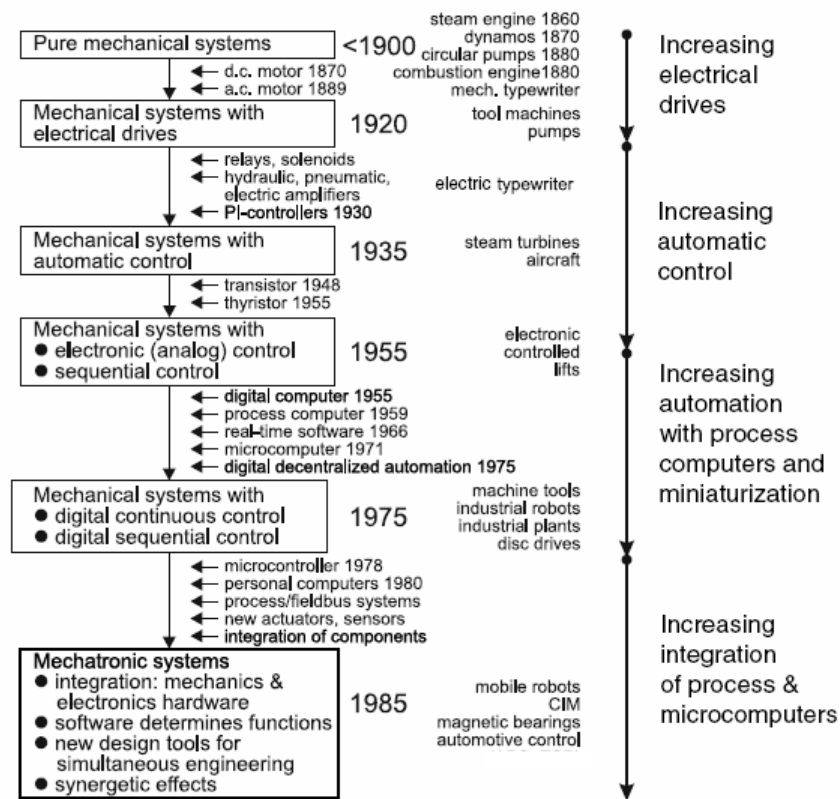 steam engine 1860
dynamos 1870
Pure mechanical systems
<1900
circular pumps 1880
combustion engine1880
mech. typewriter
d.c. motor 1870
a.c. motor 1889
Increasing
electrical
drives
Mechanical systems with
electrical drives
1920
tool machines
pumps
relays, solenoids
hydraulic, pneumatic,
electric amplifiers
PI-controllers 1930
electric typewriter
Increasing
automatic
control
Mechanical systems with
automatic control
1935
steam turbines
aircraft
transistor 1948
thyristor 1955
Mechanical systems with
● electronic (analog) control
● sequential control
1955
electronic
controlled
lifts
digital computer 1955
process computer 1959
real-time software 1966
microcomputer 1971
digital decentralized automation 1975
Increasing
automation
with process
computers and
miniaturization
Mechanical systems with
● digital continuous control
● digital sequential control
1975
machine tools
industrial robots
industrial plants
disc drives
microcontroller 1978
personal computers 1980
process/fieldbus systems
new actuators, sensors
integration of components
Increasing
integration
of process &
microcomputers
Mechatronic systems
● integration: mechanics &
electronics hardware
● software determines functions
● new design tools for
simultaneous engineering
● synergetic effects
1985
mobile robots
CIM
magnetic bearings
automotive control